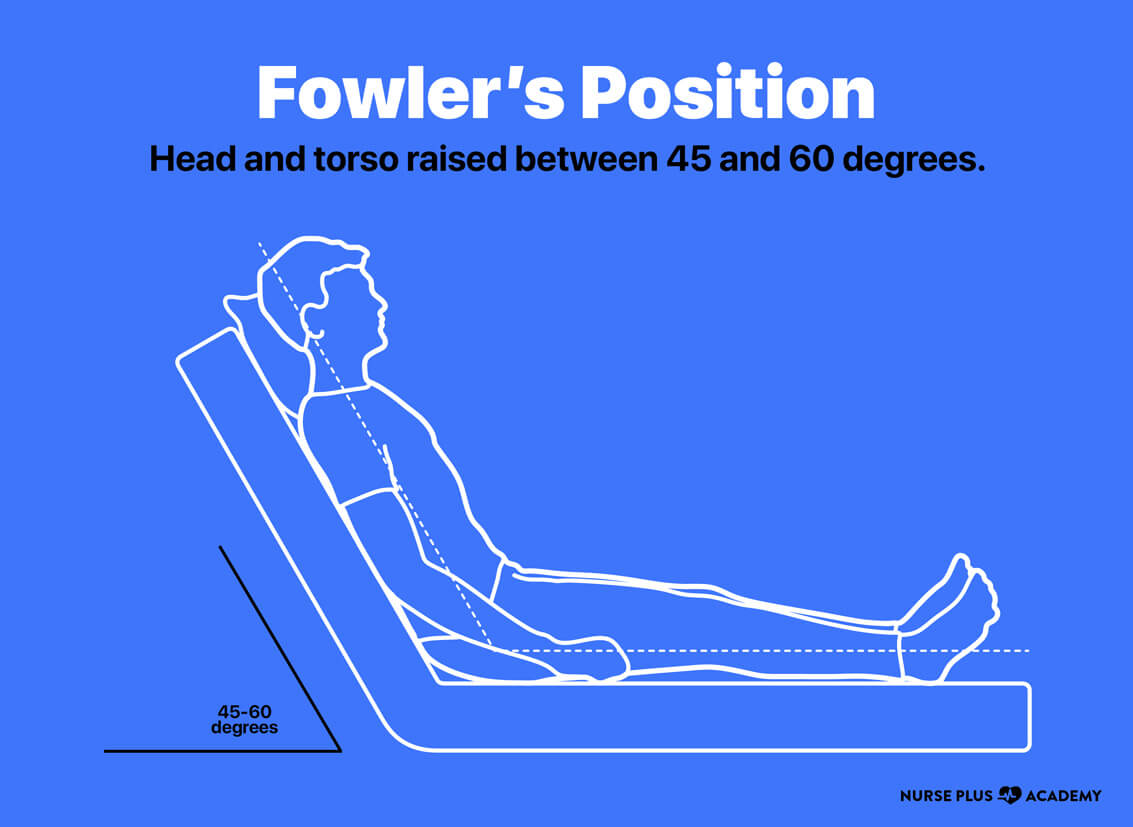 Fowler’s Position
Head and torso raised between 45 and 60 degrees.
45-60
degrees
NURSE PLUS ACADEMY